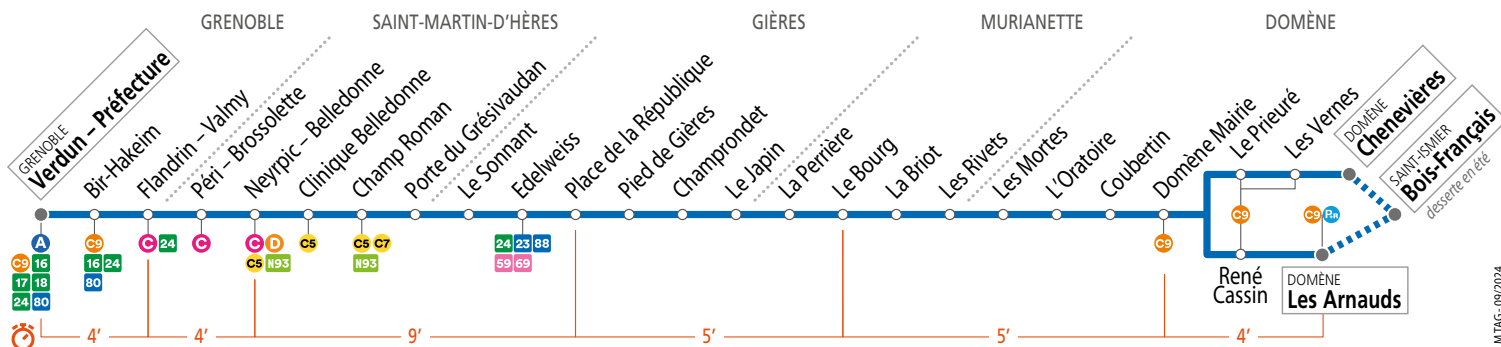 GRENOBLE
SAINT-MARTIN-D’HÈRES
GIÈRES
MURIANETTE
DOMÈNE
GRENOBLE
Verdun – Préfecture
Bir-Hakeim
Flandrin – Valmy
Péri – Brossolette
Neyrpic – Belledonne
Clinique Belledonne
Champ Roman
Porte du Grésivaudan
Le Sonnant
Edelweiss
Place de la République
Pied de Gières
Champrondet
Le Japin
La Perrière
Le Bourg
La Briot
Les Rivets
Les Mortes
L’Oratoire
Coubertin
Domène Mairie
Le Prieuré
Les Vernes
DOMÈNE
Chenevières
SAINT-ISMIER
Bois-Français
desserte en été
René
Cassin
DOMÈNE
Les Arnauds
A
C9 16
17 18
24 80
C9
16 24
80
C 24
C
C D
C5 N93
C5
C5 C7
N93
24 23 88
59 69
C9
C9
C9 P+R
4’
4’
9’
5’
5’
4’
M TAG - 09/2024